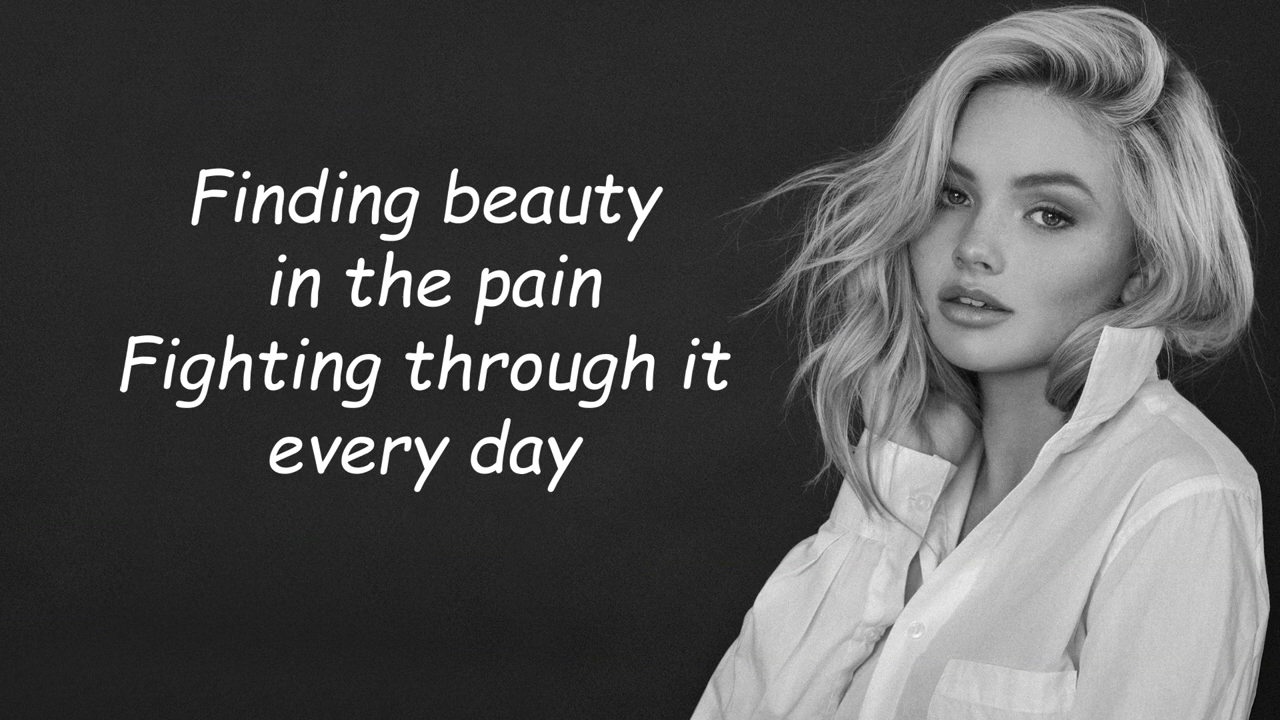 Finding beauty
in the pain
Fighting through it
every day